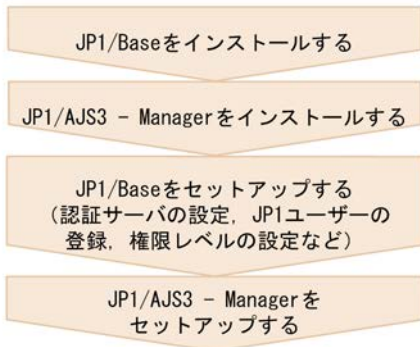 JP1/Baseをインストールする
JP1/AJS3 - Managerをインストールする
JP1/Baseをセットアップする
（認証サーバの設定，JP1ユーザーの
登録，権限レベルの設定など）
JP1/AJS3 - Managerを
セットアップする